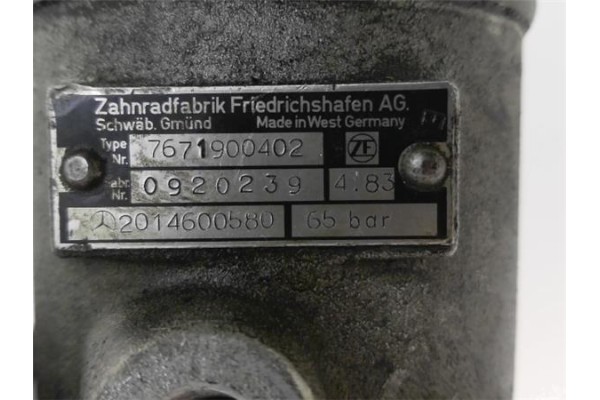 Zahnradfabrik Friedrichshafen AG.
Schwäb. Gmünd Made in West Germany
Type Nr. 7671900402 ZF
Fabr. Nr. 0920239 4.83
2014600580 65 bar